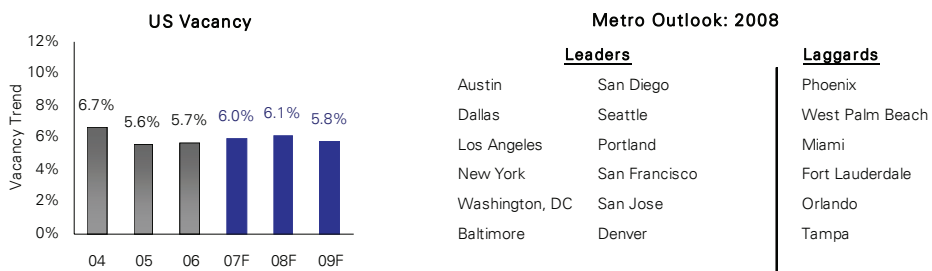 US Vacancy
12%
10%
8%
6%
4%
2%
0%
Vacancy Trend
6.7%
5.6%
5.7%
6.0%
6.1%
5.8%
04 05 06 07F 08F 09F
Metro Outlook: 2008
Leaders Laggards
Austin San Diego Phoenix
Dallas Seattle West Palm Beach
Los Angeles Portland Miami
New York San Francisco Fort Lauderdale
Washington, DC San Jose Orlando
Baltimore Denver Tampa